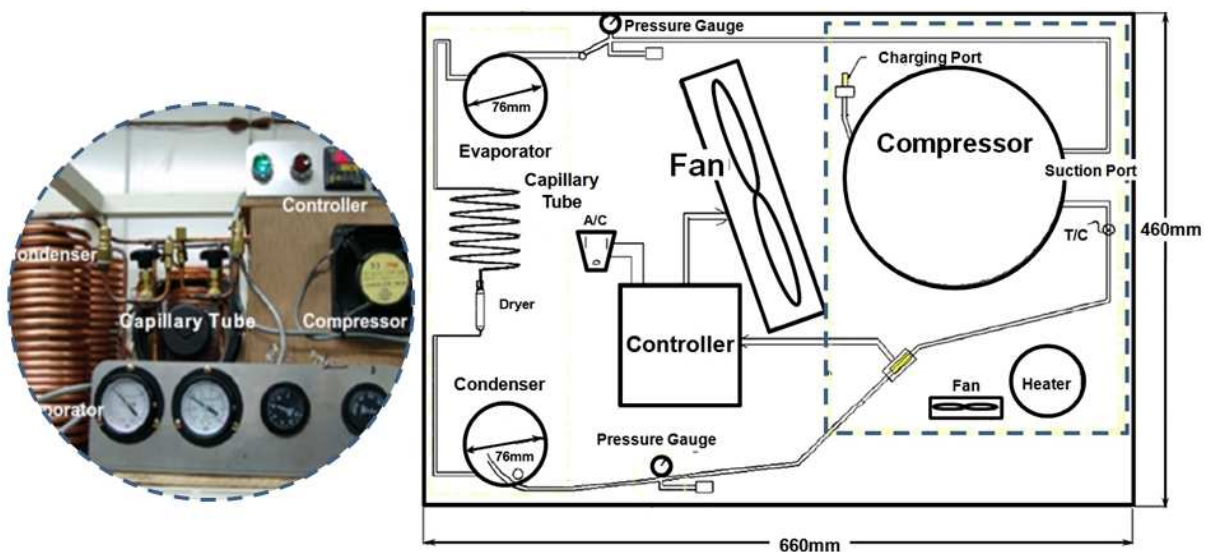 Controller
Condenser
Capillary Tube
Compressor
porator
Pressure Gauge
Charging Port
76mm
Compressor
Evaporator
Fan
Suction Port
Capillary
Tube
A/C
T/C
460mm
Dryer
Controller
Condenser
Fan
Heater
Pressure Gauge
76mm
660mm